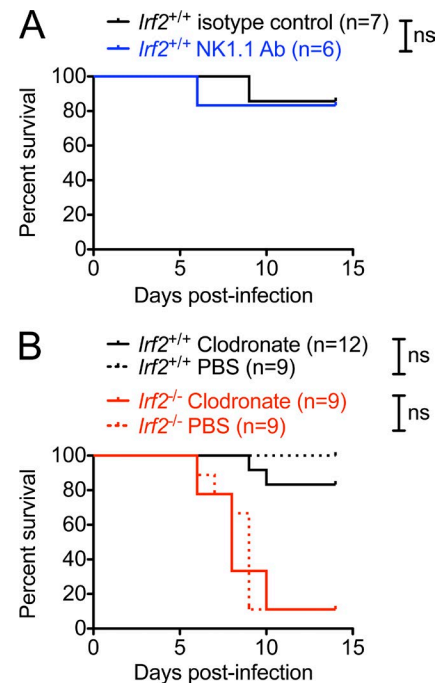 A
Irf2+/+ isotype control (n=7)
Irf2+/+ NK1.1 Ab (n=6)
ns
Percent survival
100
80
60
40
20
0
0 5 10 15
Days post-infection
B
Irf2+/+ Clodronate (n=12)
Irf2+/+ PBS (n=9)
ns
Irf2-/- Clodronate (n=9)
Irf2-/- PBS (n=9)
ns
Percent survival
100
80
60
40
20
0
0 5 10 15
Days post-infection